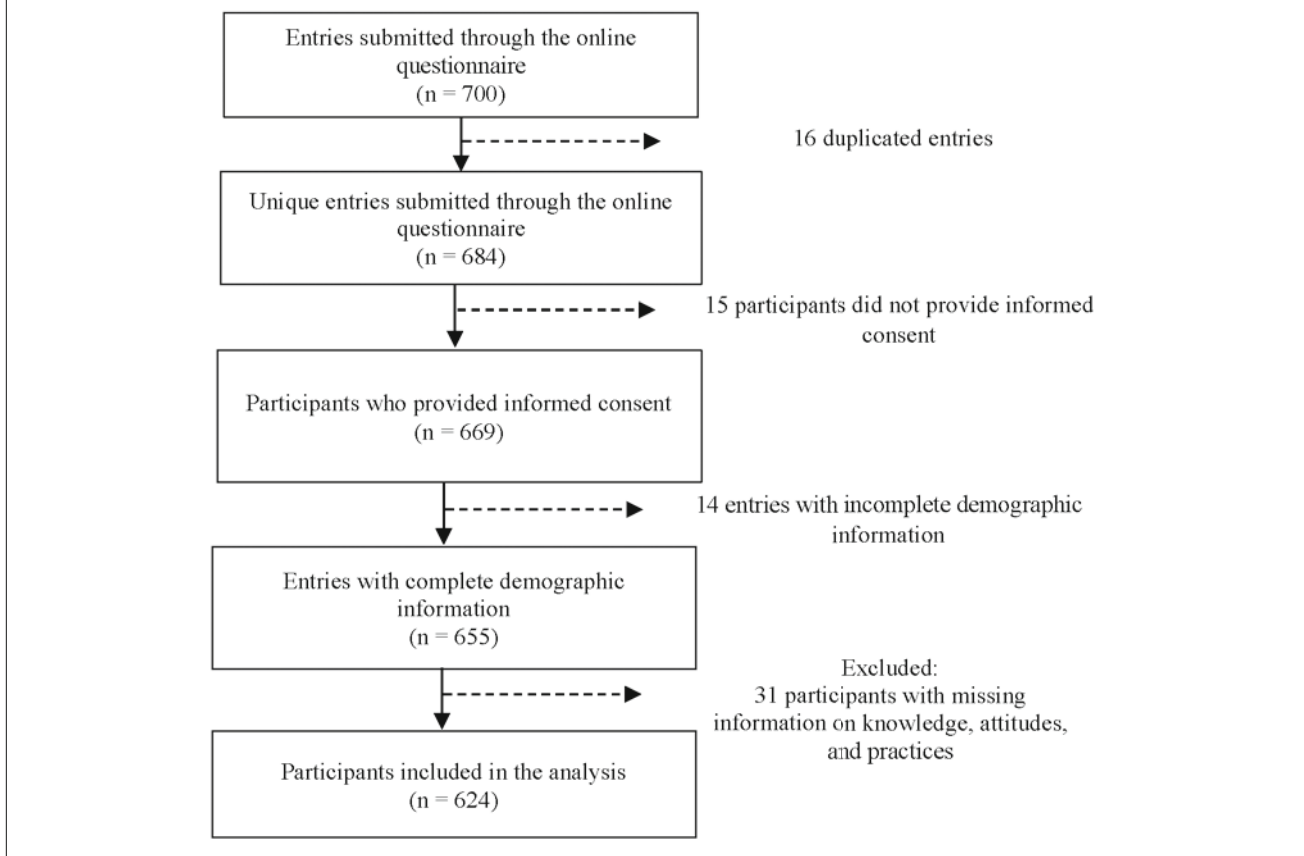 Entries submitted through the online
questionnaire
(n = 700)
16 duplicated entries
Unique entries submitted through the online
questionnaire
(n = 684)
15 participants did not provide informed
consent
Participants who provided informed consent
(n = 669)
14 entries with incomplete demographic
information
Entries with complete demographic
information
(n = 655)
Excluded:
31 participants with missing
information on knowledge, attitudes,
and practices
Participants included in the analysis
(n = 624)